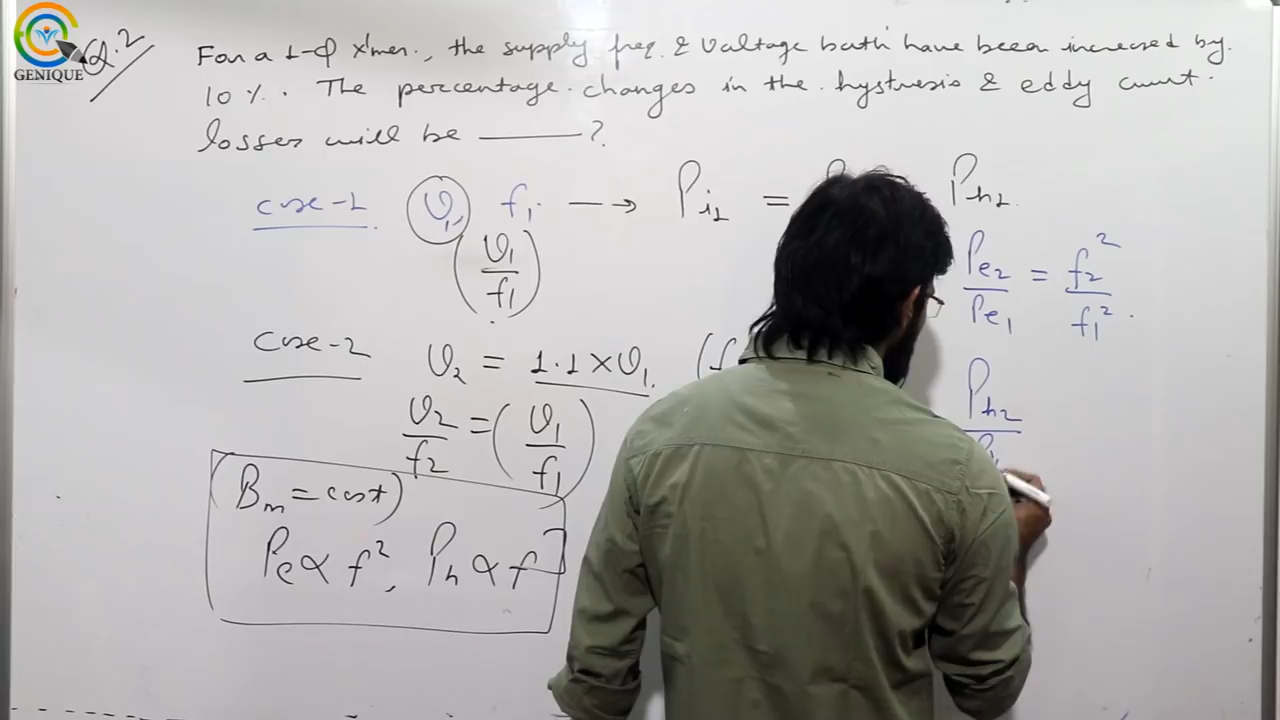 GENIQUE
Q.2
For a 1-φ x'mer., the supply freq. & Voltage both have been increased by.
10 %. The percentage changes in the hysteresis & eddy current.
losses will be ———?
case-1 V1, f1. → Pi2 = Ph2.
(V1/f1)
Pe2/Pe1 = f2²/f1².
case-2 V2 = 1.1 × V1. (f
V2/f2 = (V1/f1)
Ph2
(Bm = cost)
Pe ∝ f², Ph ∝ f